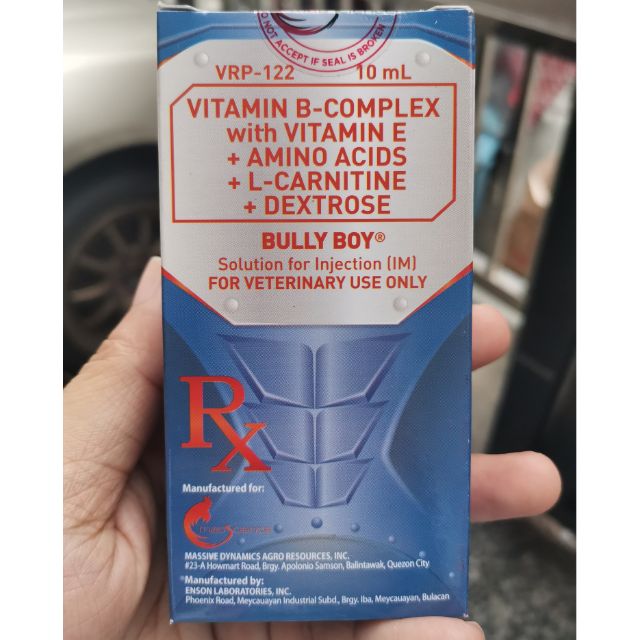 DO NOT ACCEPT IF SEAL IS BROKEN
VRP-122 10 mL
VITAMIN B-COMPLEX
with VITAMIN E
+ AMINO ACIDS
+ L-CARNITINE
+ DEXTROSE
BULLY BOY®
Solution for Injection (IM)
FOR VETERINARY USE ONLY
Rx
Manufactured for:
MASSIVE DYNAMICS AGRO RESOURCES, INC.
#23-A Howmart Road, Brgy. Apolonio Samson, Balintawak, Quezon City
Manufactured by:
ENSON LABORATORIES, INC.
Phoenix Road, Meycauayan Industrial Subd., Brgy. Iba, Meycauayan, Bulacan